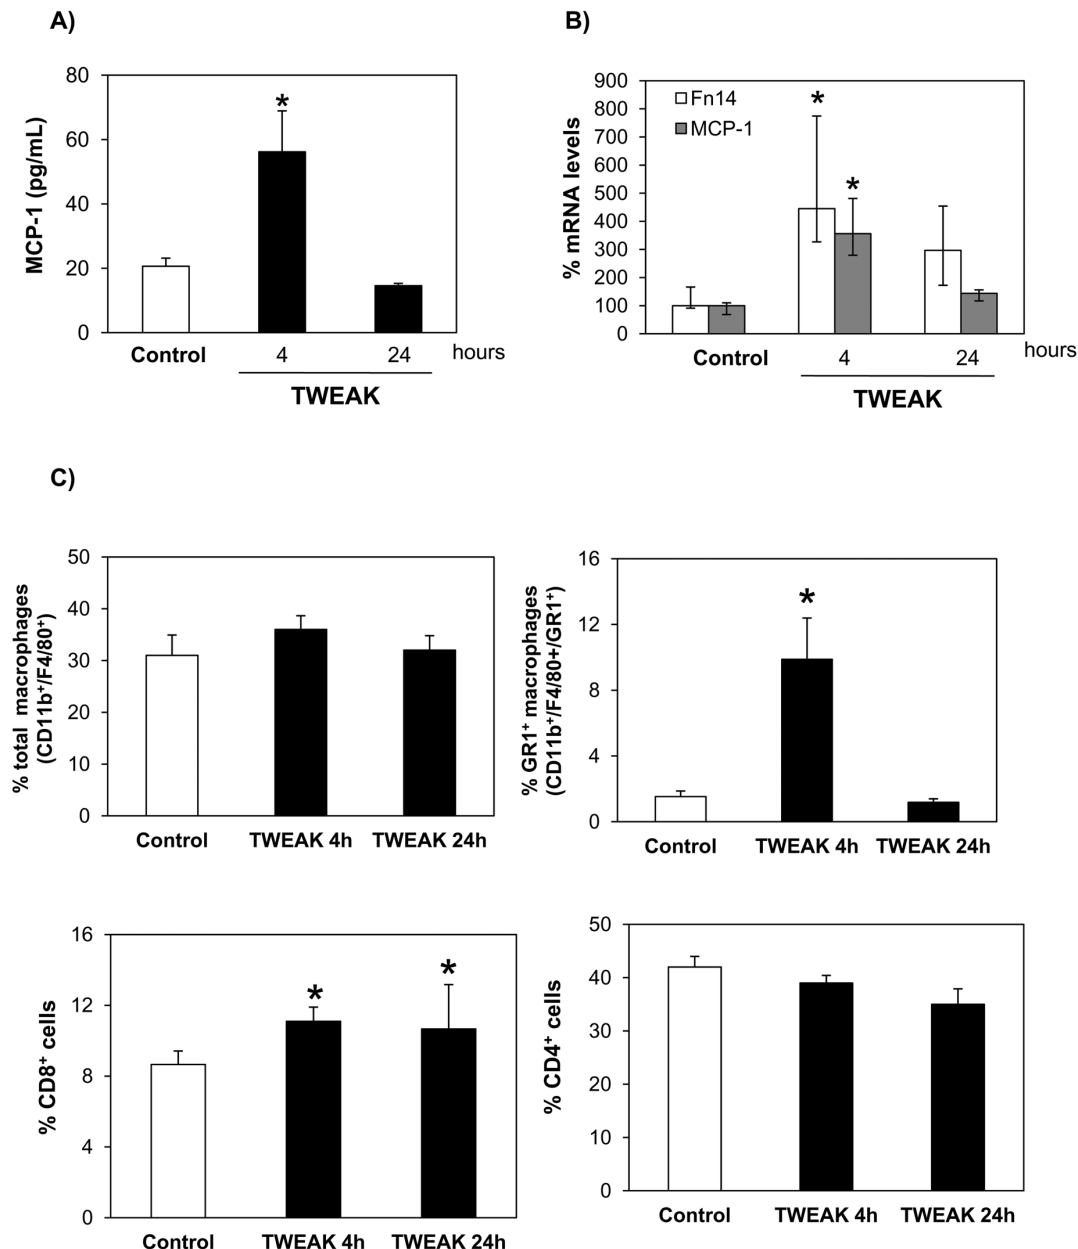 A)
MCP-1 (pg/mL)
80
60
40
20
0
*
Control
4
24
hours
TWEAK
B)
% mRNA levels
900
800
700
600
500
400
300
200
100
0
Fn14
MCP-1
*
*
Control
4
24
hours
TWEAK
C)
% total macrophages
(CD11b⁺/F4/80⁺)
50
40
30
20
10
0
Control
TWEAK 4h
TWEAK 24h
% GR1⁺ macrophages
(CD11b⁺/F4/80+/GR1⁺)
16
12
8
4
0
*
Control
TWEAK 4h
TWEAK 24h
% CD8⁺ cells
16
12
8
4
0
*
*
Control
TWEAK 4h
TWEAK 24h
% CD4⁺ cells
50
40
30
20
10
0
Control
TWEAK 4h
TWEAK 24h